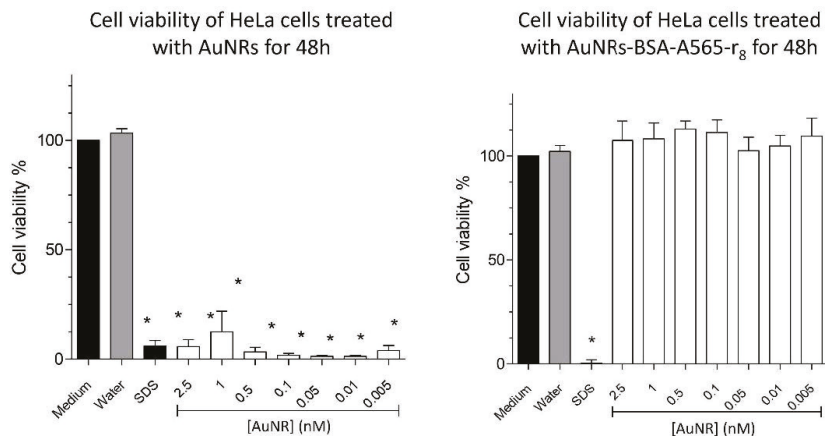 Cell viability of HeLa cells treated
with AuNRs for 48h
Cell viability %
100
50
0
*
*
*
*
*
*
*
*
Medium
Water
SDS
2.5
1
0.5
0.1
0.05
0.01
0.005
[AuNR] (nM)
Cell viability of HeLa cells treated
with AuNRs-BSA-A565-r₈ for 48h
Cell viability %
100
50
0
*
Medium
Water
SDS
2.5
1
0.5
0.1
0.05
0.01
0.005
[AuNR] (nM)